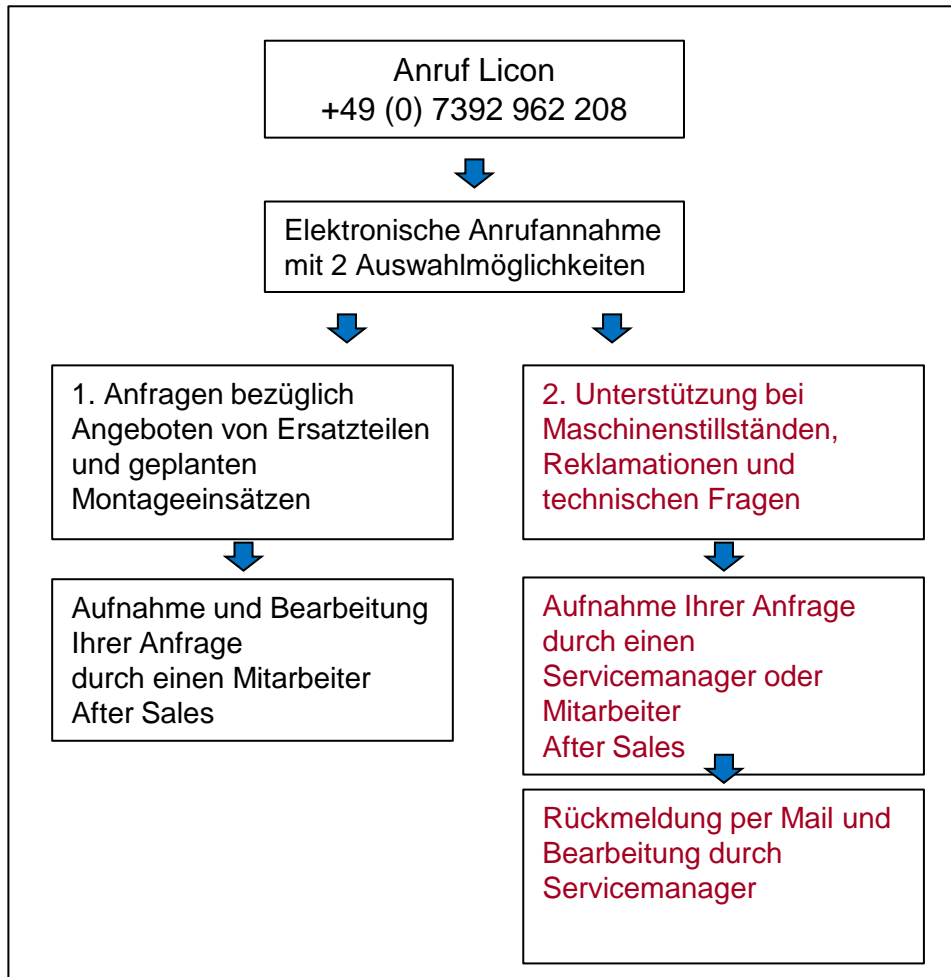 Anruf Licon
+49 (0) 7392 962 208
Elektronische Anrufannahme
mit 2 Auswahlmöglichkeiten
1. Anfragen bezüglich
Angeboten von Ersatzteilen
und geplanten
Montageeinsätzen
2. Unterstützung bei
Maschinenstillständen,
Reklamationen und
technischen Fragen
Aufnahme und Bearbeitung
Ihrer Anfrage
durch einen Mitarbeiter
After Sales
Aufnahme Ihrer Anfrage
durch einen
Servicemanager oder
Mitarbeiter
After Sales
Rückmeldung per Mail und
Bearbeitung durch
Servicemanager